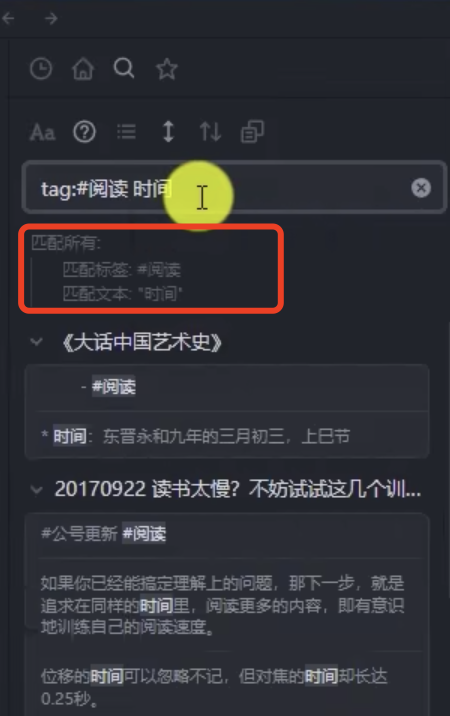 Aa
tag:#阅读 时间
匹配所有:
匹配标签: #阅读
匹配文本: "时间"
《大话中国艺术史》
- #阅读
* 时间：东晋永和九年的三月初三，上巳节
20170922 读书太慢？不妨试试这几个训...
#公号更新 #阅读
如果你已经能搞定理解上的问题，那下一步，就是
追求在同样的时间里，阅读更多的内容，即有意识
地训练自己的阅读速度。
位移的时间可以忽略不记，但对焦的时间却长达
0.25秒。